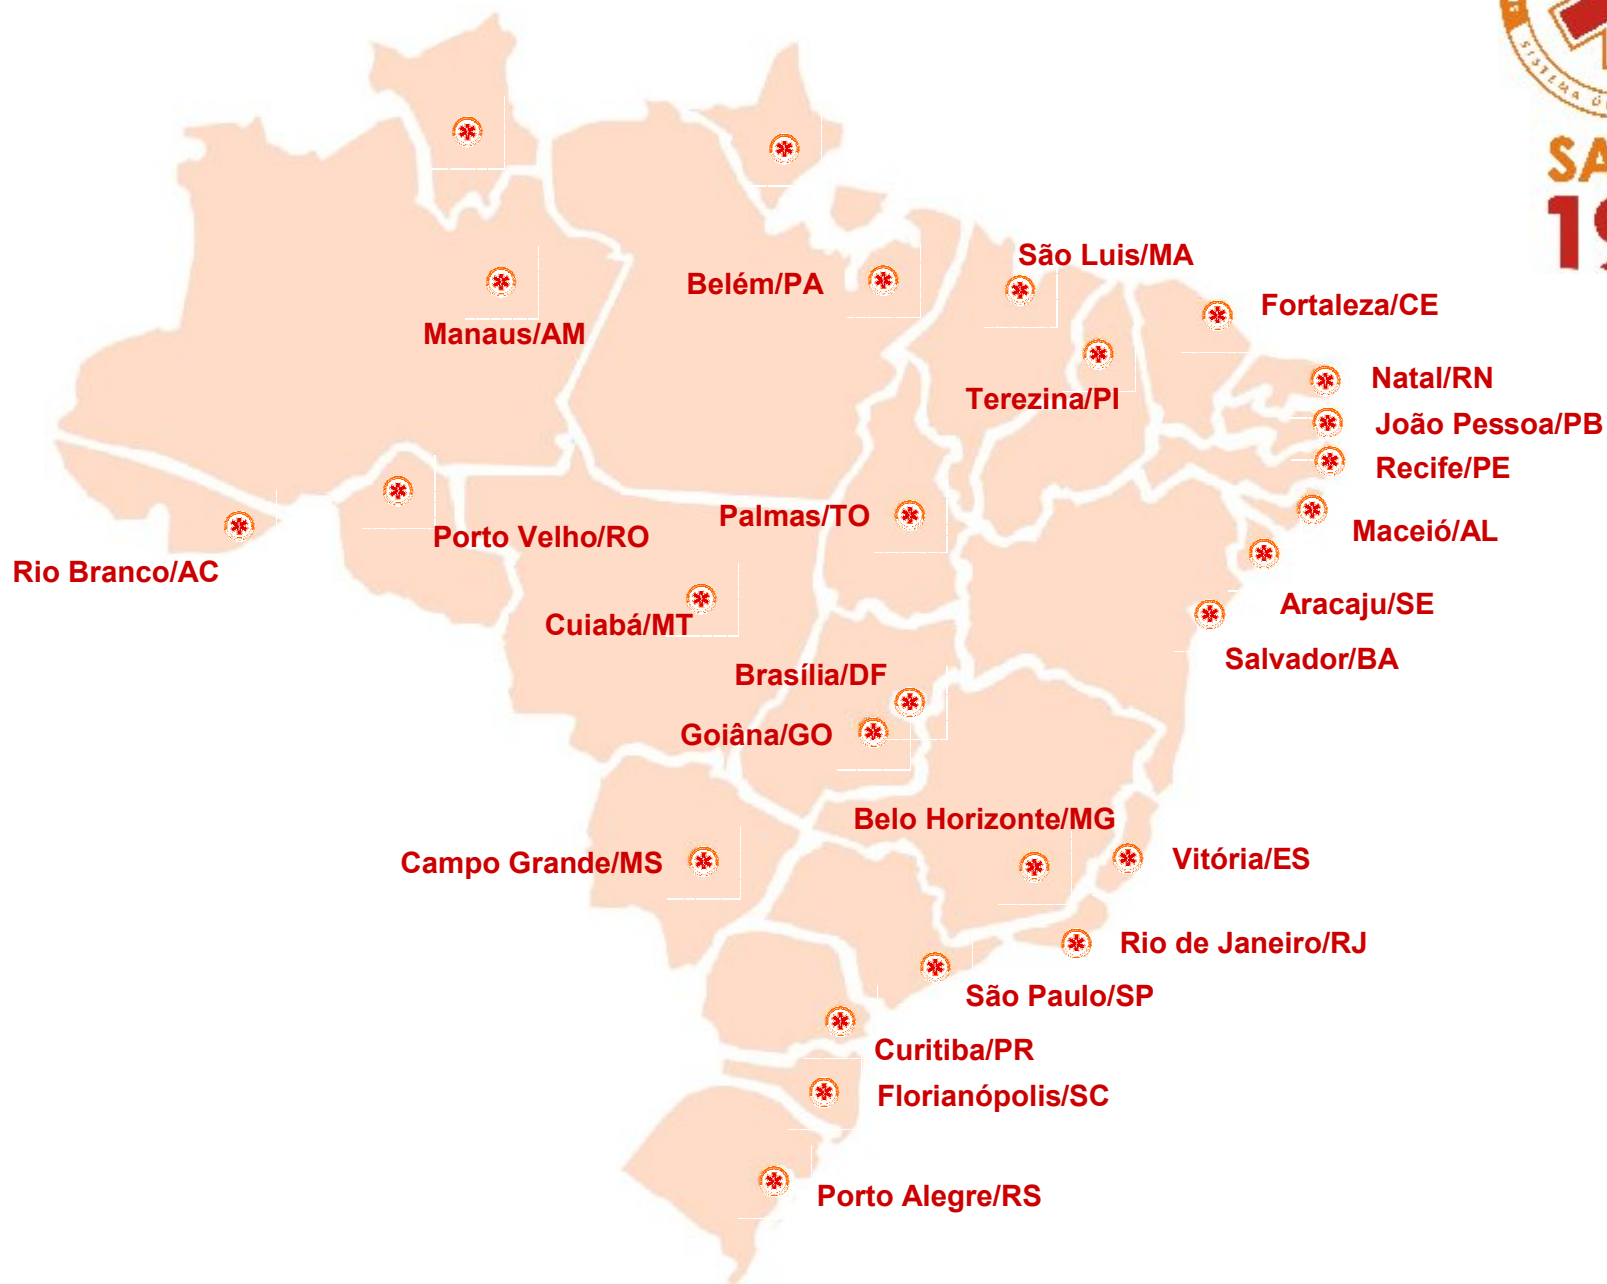 SISTEMA
SA
19
São Luis/MA
Belém/PA
Fortaleza/CE
Manaus/AM
Natal/RN
Terezina/PI
João Pessoa/PB
Recife/PE
Palmas/TO
Maceió/AL
Porto Velho/RO
Rio Branco/AC
Aracaju/SE
Cuiabá/MT
Salvador/BA
Brasília/DF
Goiâna/GO
Belo Horizonte/MG
Campo Grande/MS
Vitória/ES
Rio de Janeiro/RJ
São Paulo/SP
Curitiba/PR
Florianópolis/SC
Porto Alegre/RS